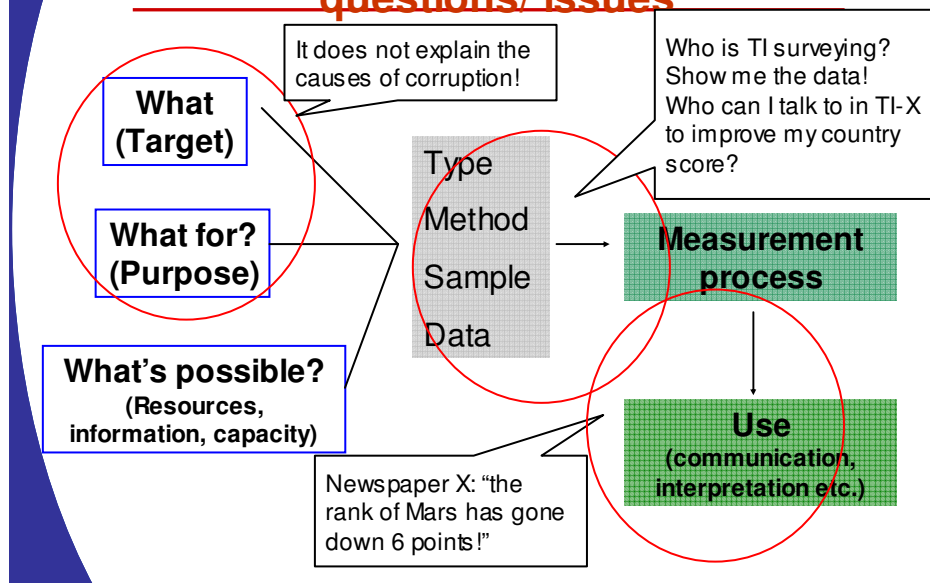 questions/ issues
It does not explain the
causes of corruption!
Who is TI surveying?
Show me the data!
Who can I talk to in TI-X
to improve my country
score?
What
(Target)
What for?
(Purpose)
What's possible?
(Resources,
information, capacity)
Type
Method
Sample
Data
Measurement
process
Use
(communication,
interpretation etc.)
Newspaper X: “the
rank of Mars has gone
down 6 points!”